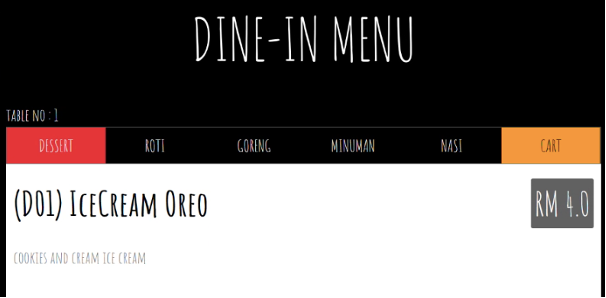 DINE-IN MENU
TABLE NO : 1
DESSERT ROTI GORENG MINUMAN NASI CART
(D01) ICECREAM OREO RM 4.0
COOKIES AND CREAM ICE CREAM